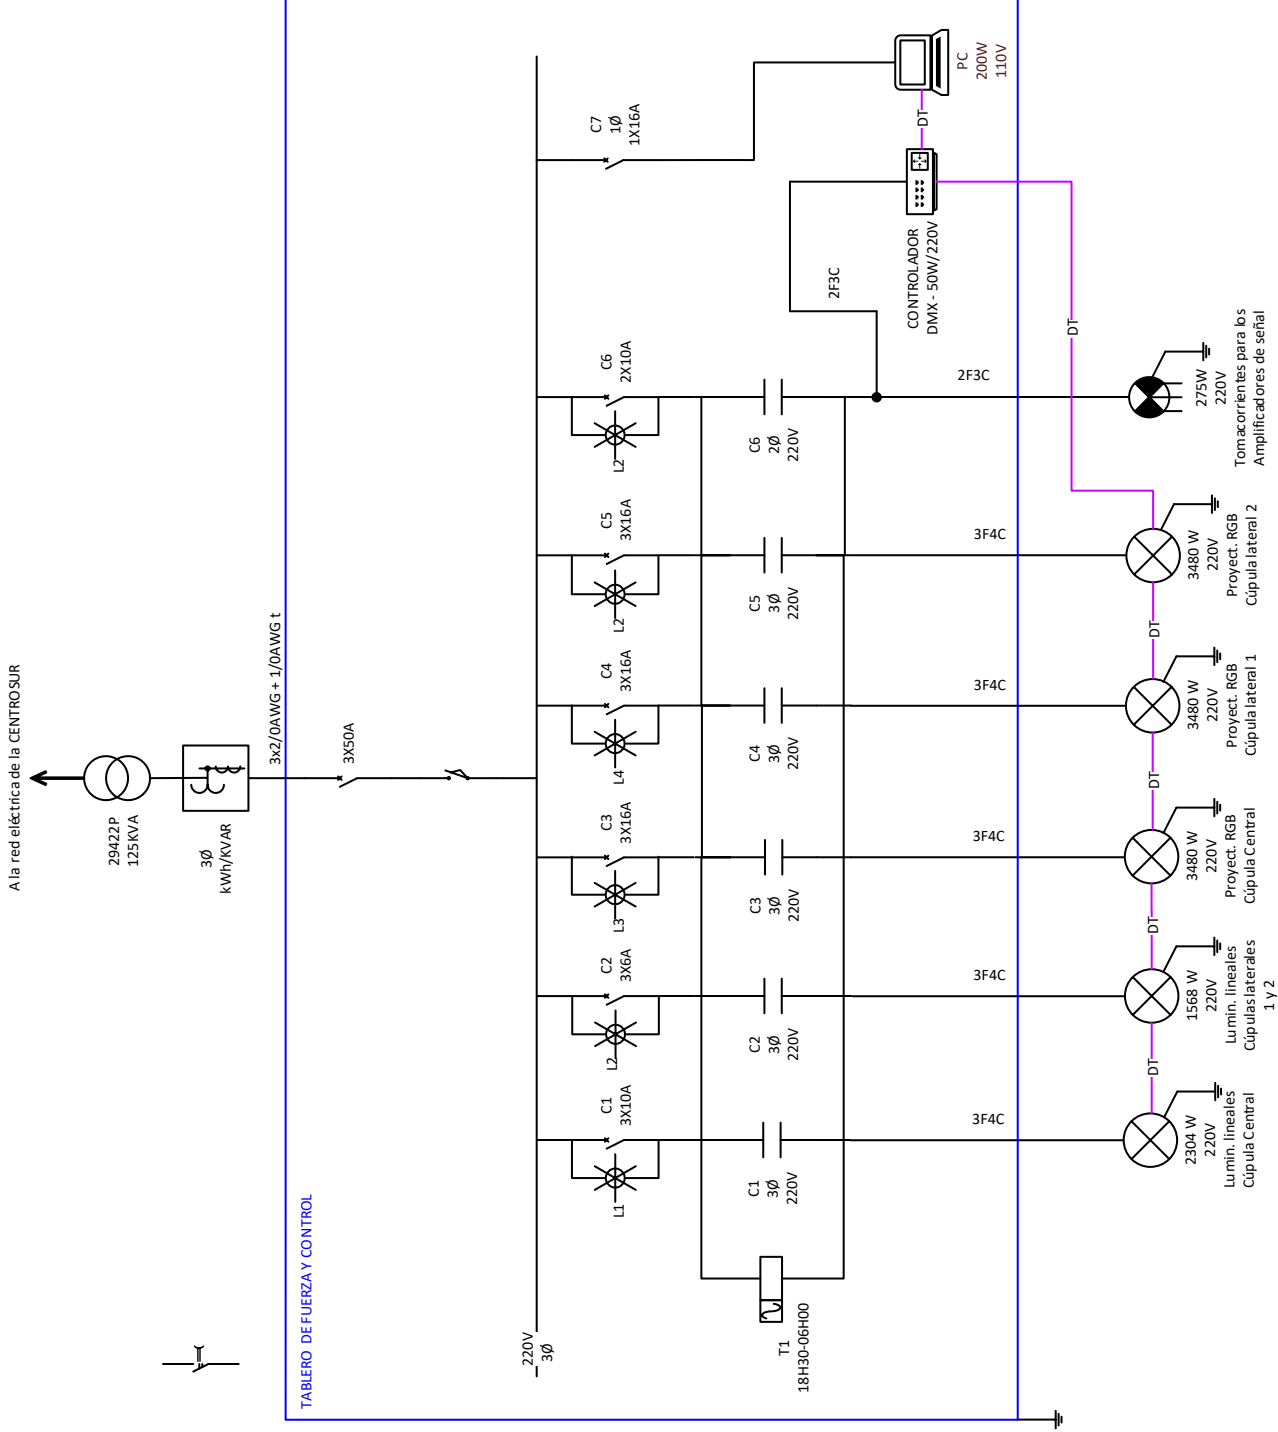 A la red eléctrica de la CENTROSUR
29422P
125KVA
3Ø
kWh/KVAR
3x2/0AWG + 1/0AWG t
3X50A
TABLERO DE FUERZA Y CONTROL
220V
3Ø
C1
3X10A
L1
C2
3X6A
L2
C3
3X16A
L3
C4
3X16A
L4
C5
3X16A
L2
C6
2X10A
L2
C7
1Ø
1X16A
T1
18H30-06H00
C1
3Ø
220V
C2
3Ø
220V
C3
3Ø
220V
C4
3Ø
220V
C5
3Ø
220V
C6
2Ø
220V
2F3C
CONTROLADOR
DMX - 50W/220V
DT
PC
200W
110V
3F4C
3F4C
3F4C
3F4C
3F4C
2F3C
DT
DT
DT
DT
DT
DT
2304 W
220V
Lumin. lineales
Cúpula Central
1568 W
220V
Lumin. lineales
Cúpulas laterales
1 y 2
3480 W
220V
Proyect. RGB
Cúpula Central
3480 W
220V
Proyect. RGB
Cúpula lateral 1
3480 W
220V
Proyect. RGB
Cúpula lateral 2
275W
220V
Tomacorrientes para los
Amplificadores de señal